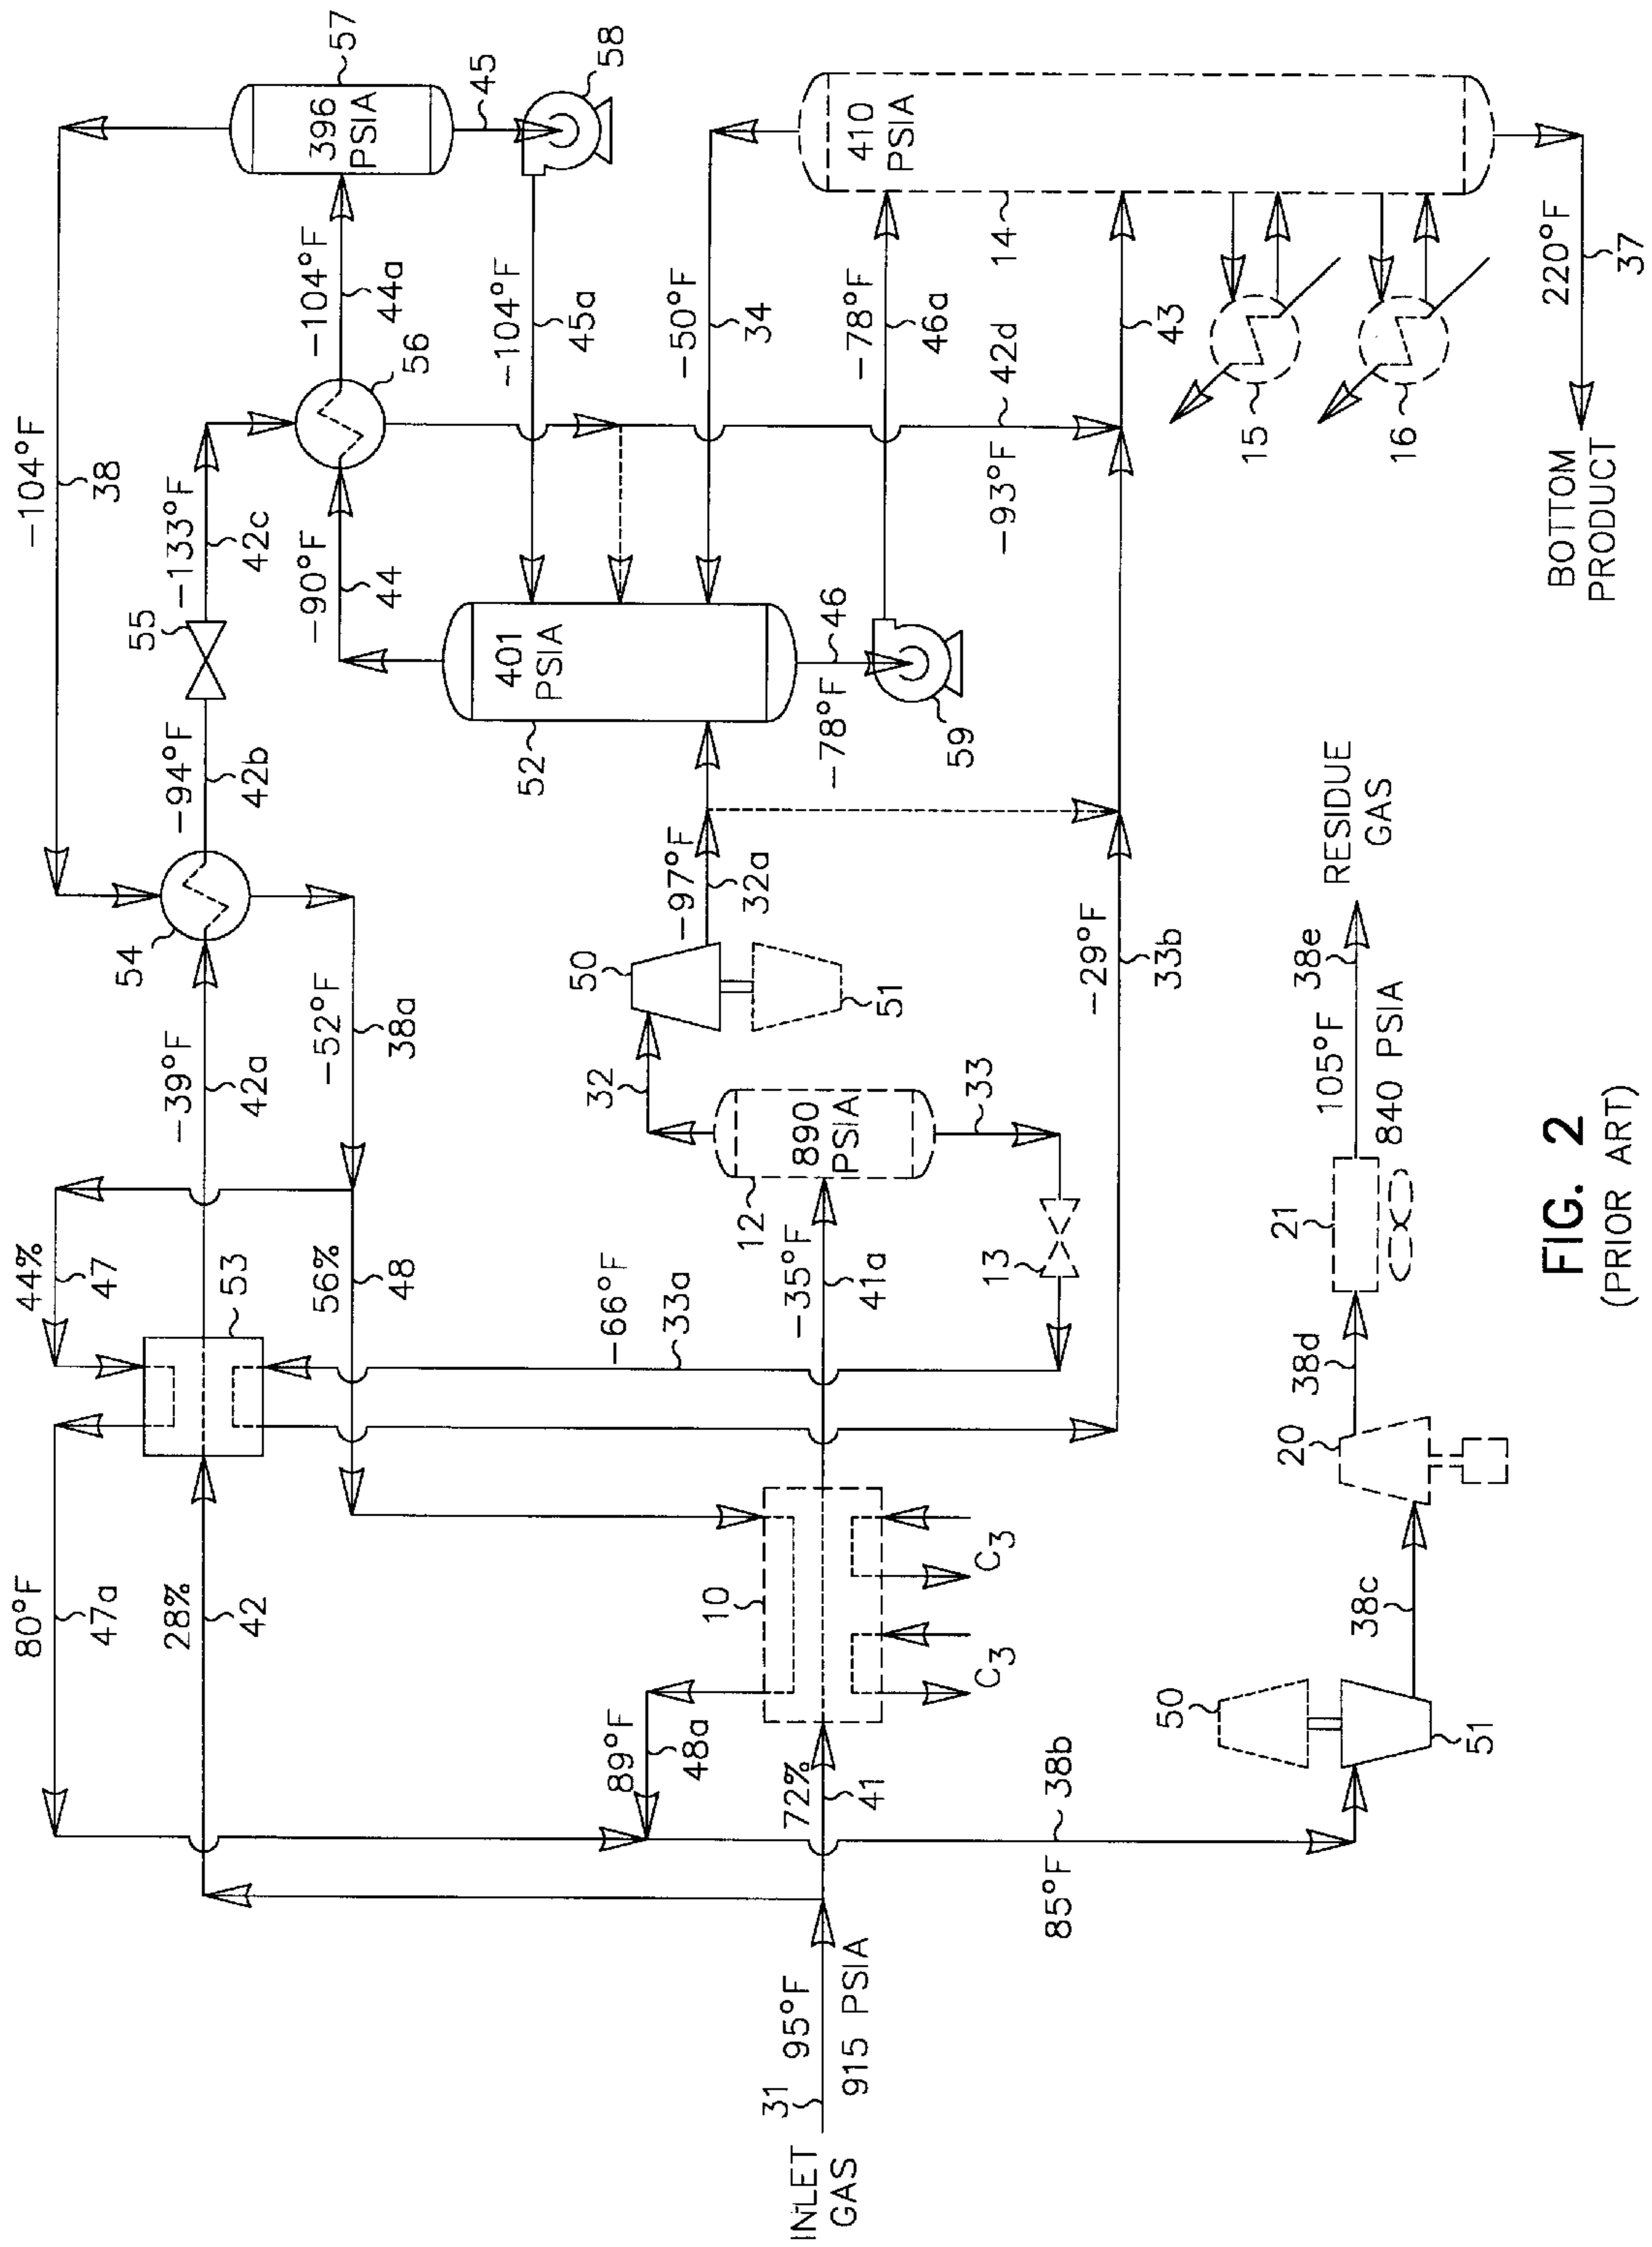 -104°F
38
-104°F
44a
56
57
396
PSIA
45
58
-133°F
42c
55
-90°F
44
-94°F
42b
54
-104°F
45a
401
PSIA
52
-50°F
34
410
PSIA
14
-78°F
46a
46
-78°F
59
-93°F
42d
43
15
16
220°F
37
BOTTOM
PRODUCT
-39°F
42a
-52°F
38a
50
-97°F
32a
51
32
890
PSIA
12
33
13
-29°F
33b
44%
47
53
56%
48
-66°F
33a
-35°F
41a
80°F
47a
28%
42
10
C3
C3
89°F
48a
72%
41
31
95°F
915 PSIA
INLET
GAS
85°F
38b
50
51
38c
20
38d
21
105°F
38e
840 PSIA
RESIDUE
GAS
FIG. 2
(PRIOR ART)